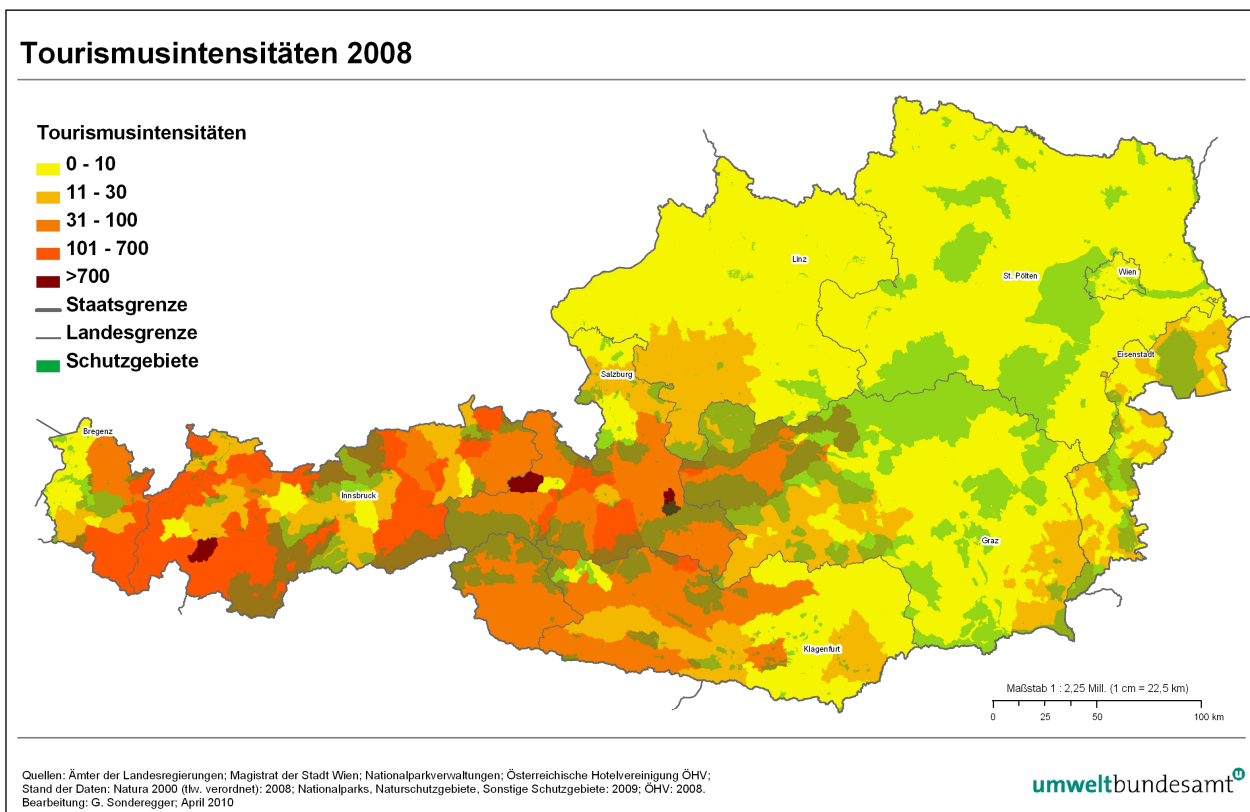 Tourismusintensitäten 2008
Tourismusintensitäten
0 - 10
11 - 30
31 - 100
101 - 700
>700
Staatsgrenze
Landesgrenze
Schutzgebiete
Linz
St. Pölten
Wien
Eisenstadt
Salzburg
Bregenz
Innsbruck
Graz
Klagenfurt
Maßstab 1 : 2,25 Mill. (1 cm = 22,5 km)
0 25 50 100 km
Quellen: Ämter der Landesregierungen; Magistrat der Stadt Wien; Nationalparkverwaltungen; Österreichische Hotelvereinigung ÖHV;
Stand der Daten: Natura 2000 (tlw. verordnet): 2008; Nationalparks, Naturschutzgebiete, Sonstige Schutzgebiete: 2009; ÖHV: 2008.
Bearbeitung: G. Sonderegger; April 2010
umweltbundesamt u